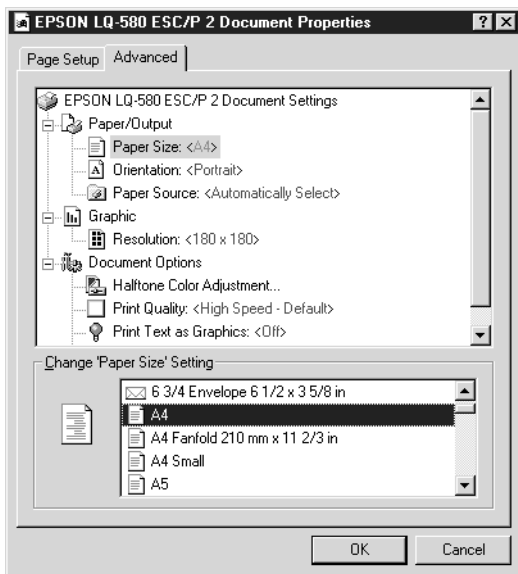 EPSON LQ-580 ESC/P 2 Document Properties
Page Setup Advanced
EPSON LQ-580 ESC/P 2 Document Settings
Paper/Output
Paper Size: <A4>
Orientation: <Portrait>
Paper Source: <Automatically Select>
Graphic
Resolution: <180 x 180>
Document Options
Halftone Color Adjustment...
Print Quality: <High Speed - Default>
Print Text as Graphics: <Off>
Change 'Paper Size' Setting
6 3/4 Envelope 6 1/2 x 3 5/8 in
A4
A4 Fanfold 210 mm x 11 2/3 in
A4 Small
A5
OK Cancel